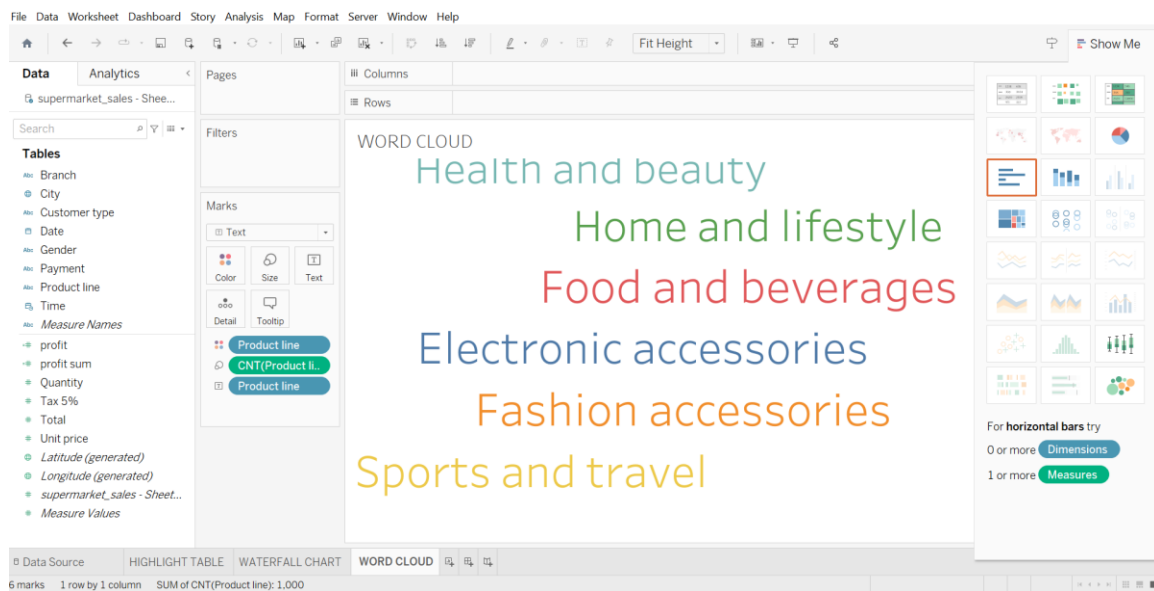 File Data Worksheet Dashboard Story Analysis Map Format Server Window Help
Fit Height
Show Me
Data Analytics
supermarket_sales - Shee...
Search
Tables
Abc Branch
City
Abc Customer type
Date
Abc Gender
Abc Payment
Abc Product line
Time
Abc Measure Names
profit
profit sum
Quantity
Tax 5%
Total
Unit price
Latitude (generated)
Longitude (generated)
supermarket_sales - Sheet...
Measure Values
Pages
Filters
Marks
Text
Color Size Text
Detail Tooltip
Product line
CNT(Product li..
Product line
Columns
Rows
WORD CLOUD
Health and beauty
Home and lifestyle
Food and beverages
Electronic accessories
Fashion accessories
Sports and travel
For horizontal bars try
0 or more Dimensions
1 or more Measures
Data Source HIGHLIGHT TABLE WATERFALL CHART WORD CLOUD
6 marks 1 row by 1 column SUM of CNT(Product line): 1,000